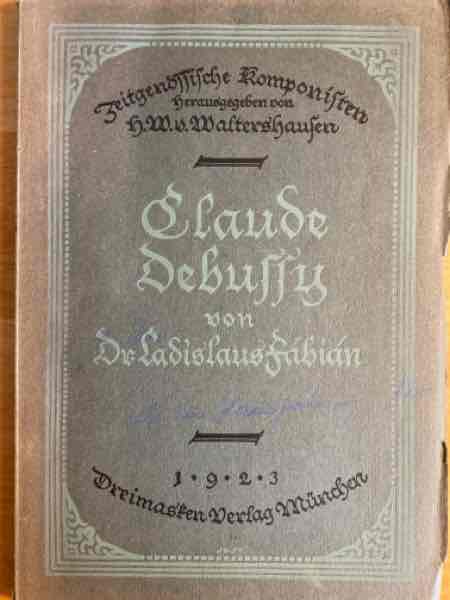 Zeitgenössische Komponisten
Herausgegeben von
H.W.v.Waltershausen
Claude
Debussy
von
Dr Ladislaus Fábián
1·9·2·3
Dreimasken Verlag München